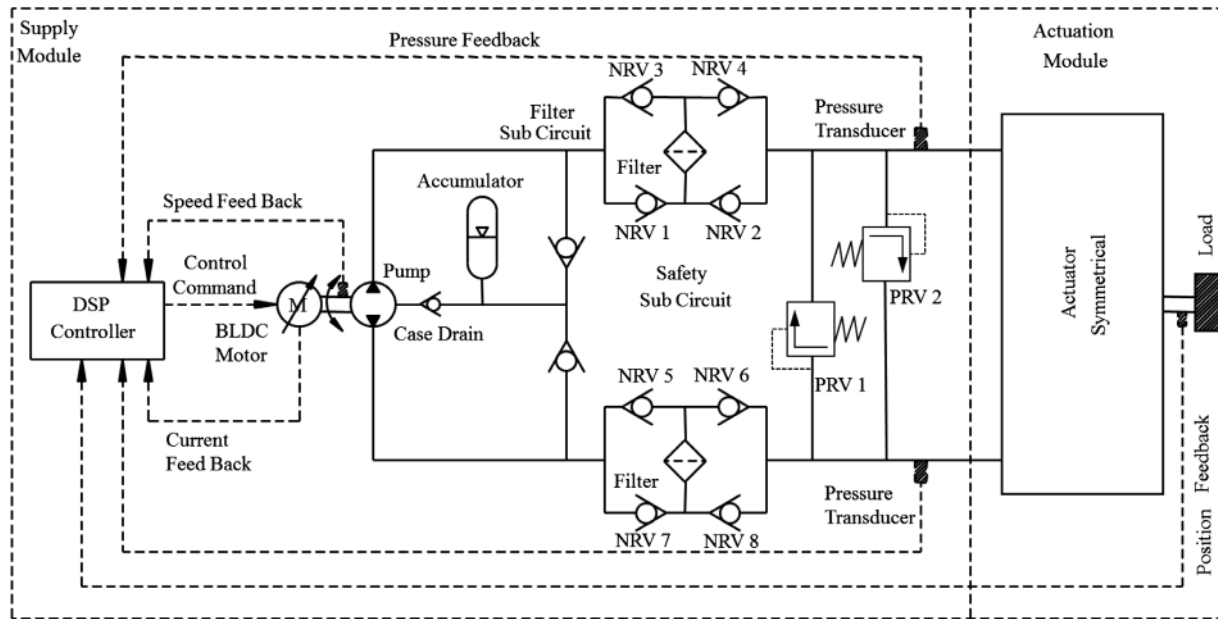 Supply
Module
Pressure Feedback
Actuation
Module
NRV 3
NRV 4
Filter
Sub Circuit
Pressure
Transducer
Filter
Accumulator
Speed Feed Back
NRV 1
NRV 2
Control
Command
Pump
Safety
Sub Circuit
PRV 2
DSP
Controller
M
BLDC
Motor
Case Drain
Actuator
Symmetrical
Load
NRV 5
NRV 6
PRV 1
Current
Feed Back
Filter
Pressure
Transducer
NRV 7
NRV 8
Position Feedback